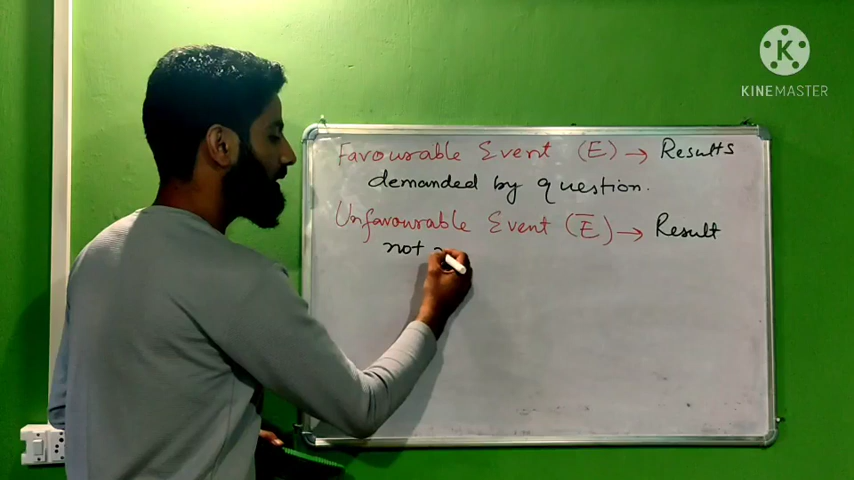 K
KINEMASTER
Favourable Event (E) → Results
demanded by question.
Unfavourable Event (E̅) → Result
not